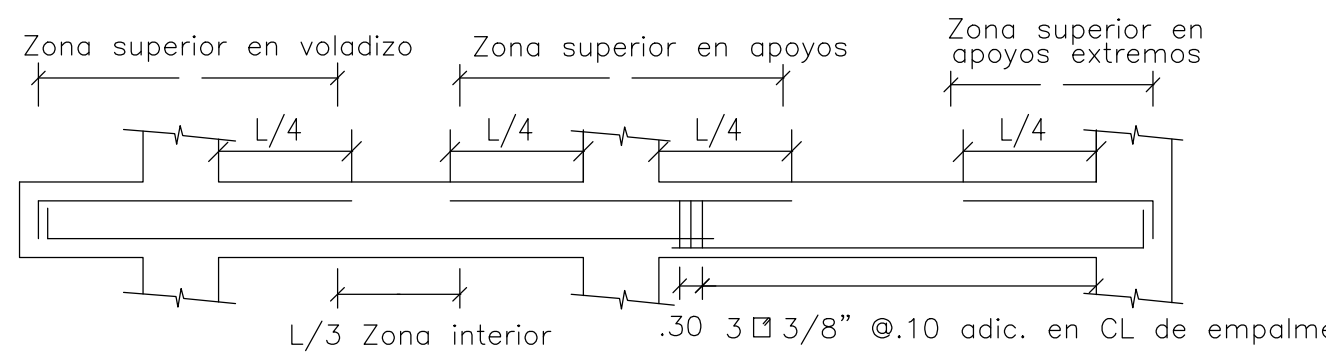 Zona superior en voladizo
Zona superior en apoyos
Zona superior en
apoyos extremos
L/4
L/4
L/4
L/4
L/3 Zona interior
.30 3 3/8" @.10 adic. en CL de empalme